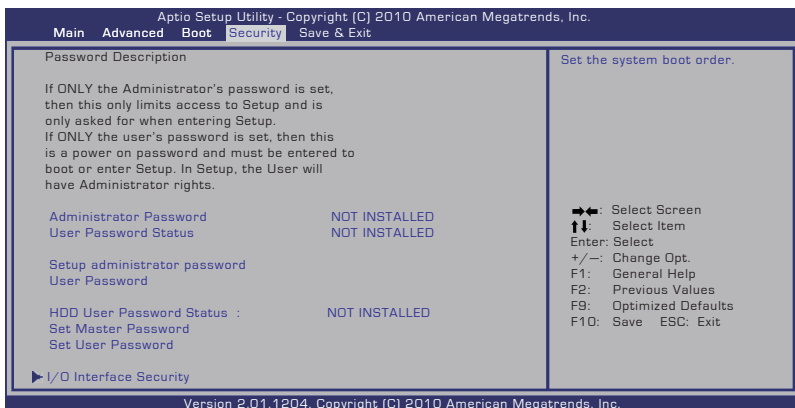 Aptio Setup Utility - Copyright (C) 2010 American Megatrends, Inc.
Main Advanced Boot Security Save & Exit
Password Description
If ONLY the Administrator's password is set,
then this only limits access to Setup and is
only asked for when entering Setup.
If ONLY the user's password is set, then this
is a power on password and must be entered to
boot or enter Setup. In Setup, the User will
have Administrator rights.
Administrator Password NOT INSTALLED
User Password Status NOT INSTALLED
Setup administrator password
User Password
HDD User Password Status : NOT INSTALLED
Set Master Password
Set User Password
I/O Interface Security
Set the system boot order.
→←: Select Screen
↑↓: Select Item
Enter: Select
+/—: Change Opt.
F1: General Help
F2: Previous Values
F9: Optimized Defaults
F10: Save ESC: Exit
Version 2.01.1204. Copyright (C) 2010 American Megatrends, Inc.